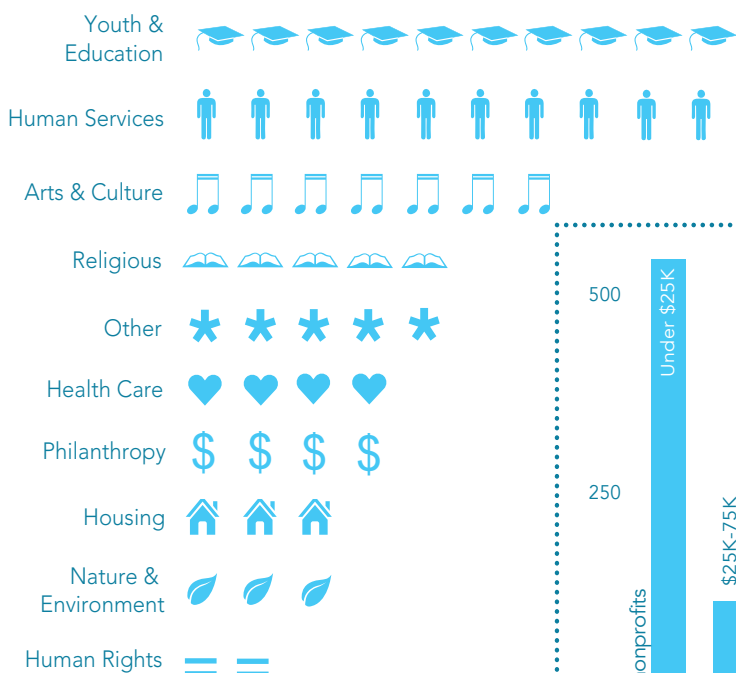 Youth &
Education
Human Services
Arts & Culture
Religious
Other
Health Care
Philanthropy
Housing
Nature &
Environment
Human Rights
500
250
Under $25K
$25K-75K